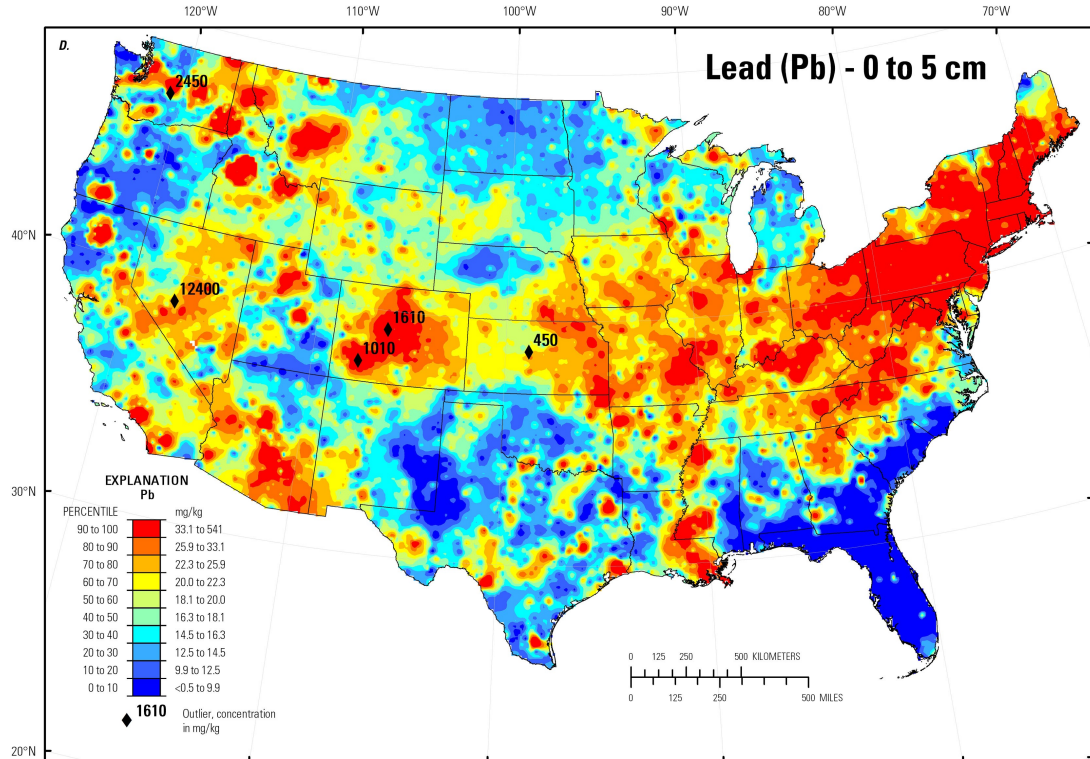 120°W 110°W 100°W 90°W 80°W 70°W
D.
Lead (Pb) - 0 to 5 cm
2450
40°W
12400
1610
1010
450
30°W
EXPLANATION
Pb
PERCENTILE mg/kg
90 to 100 33.1 to 541
80 to 90 25.9 to 33.1
70 to 80 22.3 to 25.9
60 to 70 20.0 to 22.3
50 to 60 18.1 to 20.0
40 to 50 16.3 to 18.1
30 to 40 14.5 to 16.3
20 to 30 12.5 to 14.5
10 to 20 9.9 to 12.5
0 to 10 <0.5 to 9.9
1610 Outlier, concentration
in mg/kg
0 125 250 500 KILOMETERS
0 125 250 500 MILES
20°W